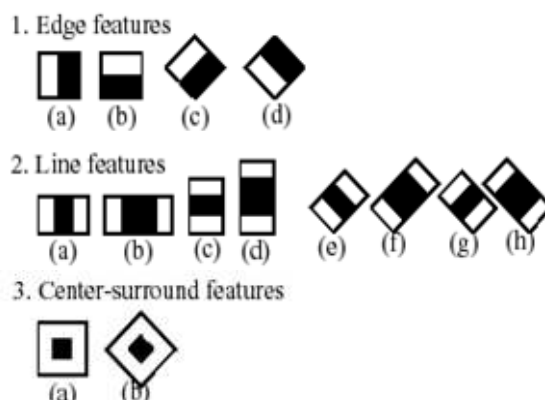 1. Edge features
(a) (b) (c) (d)
2. Line features
(a) (b) (c) (d) (e) (f) (g) (h)
3. Center-surround features
(a) (b)